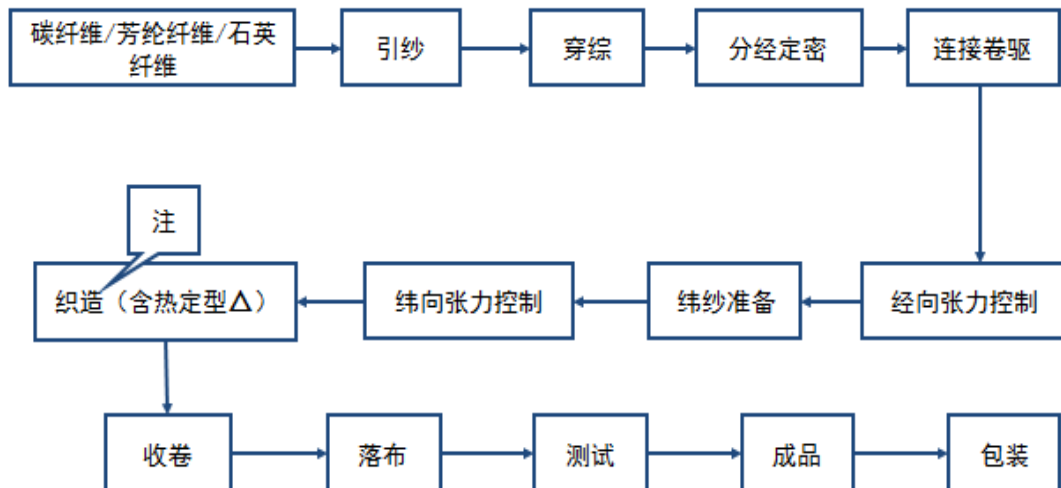 碳纤维/芳纶纤维/石英
纤维
引纱
穿综
分经定密
连接卷驱
注
织造（含热定型△）
纬向张力控制
纬纱准备
经向张力控制
收卷
落布
测试
成品
包装